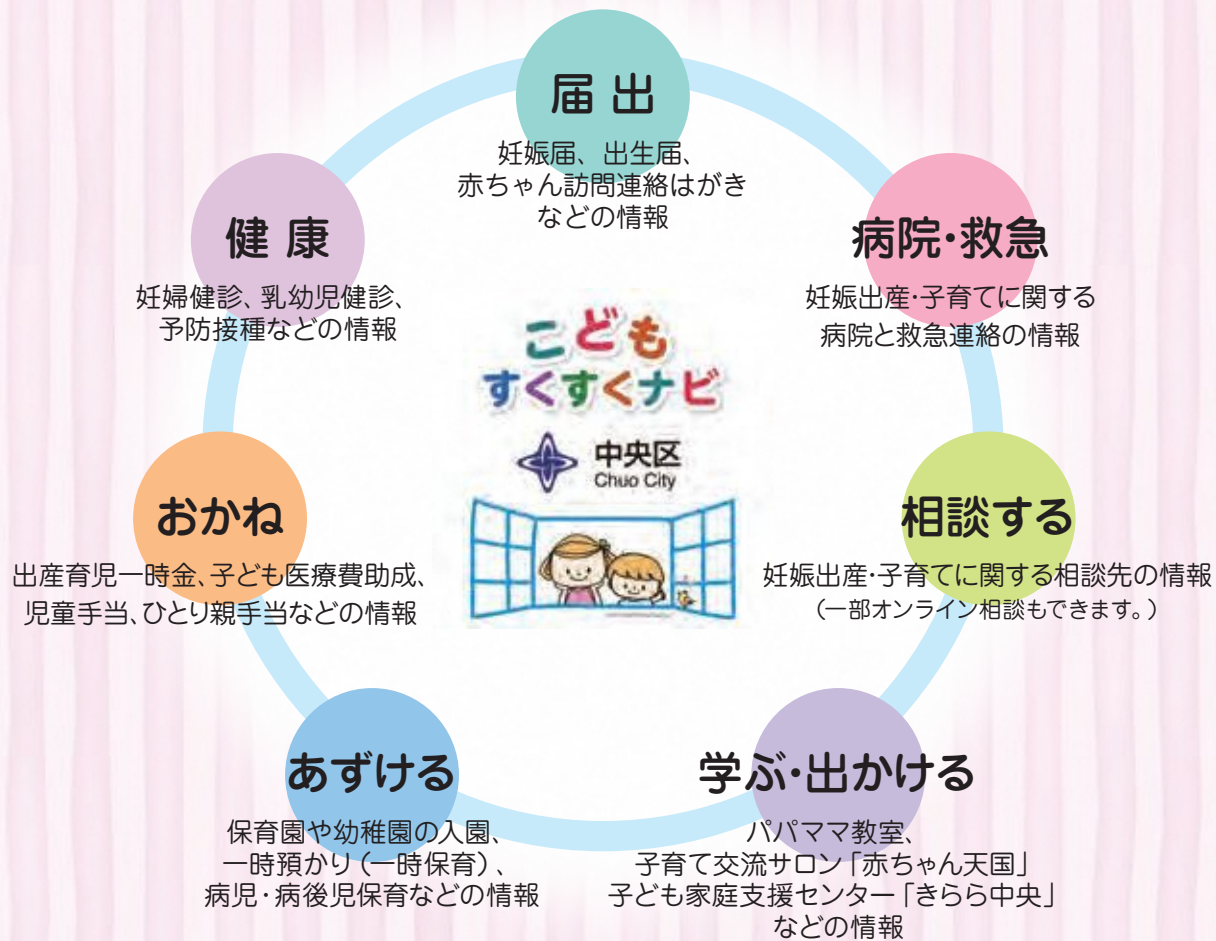 届出
妊娠届、出生届、
赤ちゃん訪問連絡はがき
などの情報
病院・救急
妊娠出産・子育てに関する
病院と救急連絡の情報
相談する
妊娠出産・子育てに関する相談先の情報
（一部オンライン相談もできます。）
学ぶ・出かける
パパママ教室、
子育て交流サロン「赤ちゃん天国」
子ども家庭支援センター「きらら中央」
などの情報
あずける
保育園や幼稚園の入園、
一時預かり（一時保育）、
病児・病後児保育などの情報
おかね
出産育児一時金、子ども医療費助成、
児童手当、ひとり親手当などの情報
健康
妊婦健診、乳幼児健診、
予防接種などの情報
こども
すくすくナビ
中央区
Chuo City